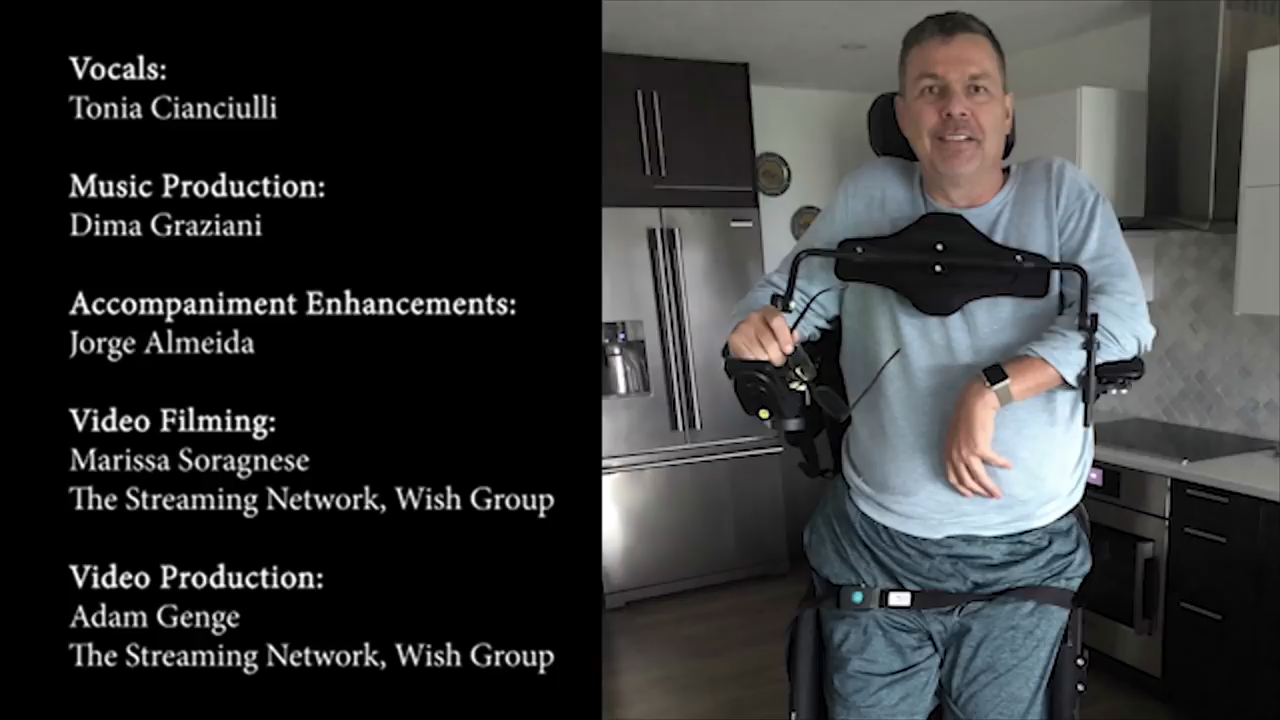 Vocals:
Tonia Cianciulli
Music Production:
Dima Graziani
Accompaniment Enhancements:
Jorge Almeida
Video Filming:
Marissa Soragnese
The Streaming Network, Wish Group
Video Production:
Adam Genge
The Streaming Network, Wish Group